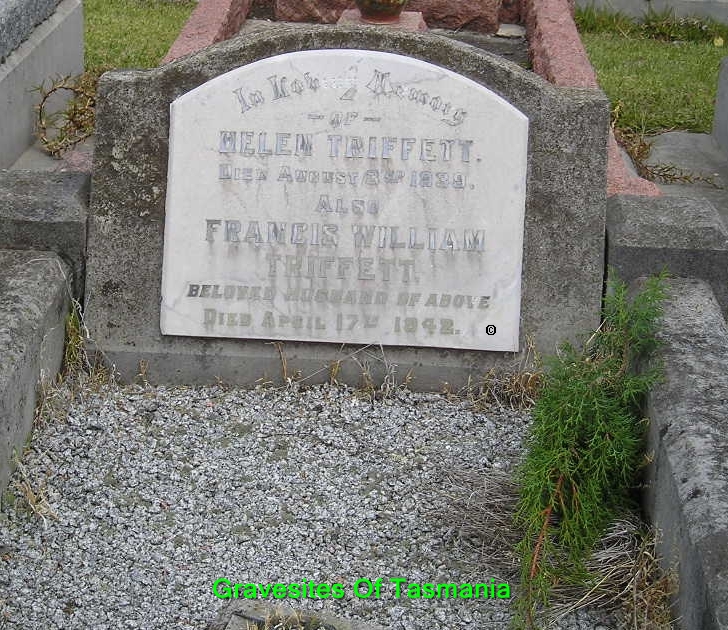 In Loving Memory
OF
HELEN TRIFFETT.
DIED AUGUST 8TH 1939.
ALSO
FRANCIS WILLIAM
TRIFFETT.
BELOVED HUSBAND OF ABOVE
DIED APRIL 17TH 1942.
©
Gravesites Of Tasmania